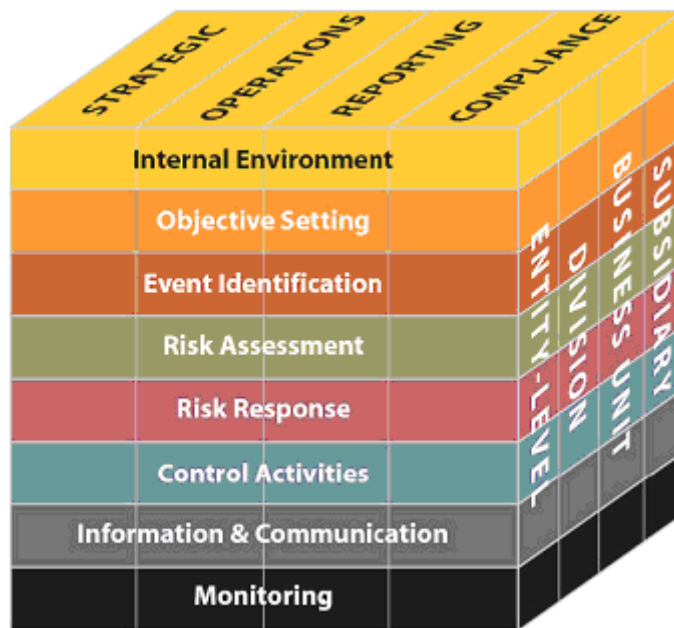 STRATEGIC
OPERATIONS
REPORTING
COMPLIANCE
Internal Environment
Objective Setting
Event Identification
Risk Assessment
Risk Response
Control Activities
Information & Communication
Monitoring
ENTITY-LEVEL
DIVISION
BUSINESS UNIT
SUBSIDIARY